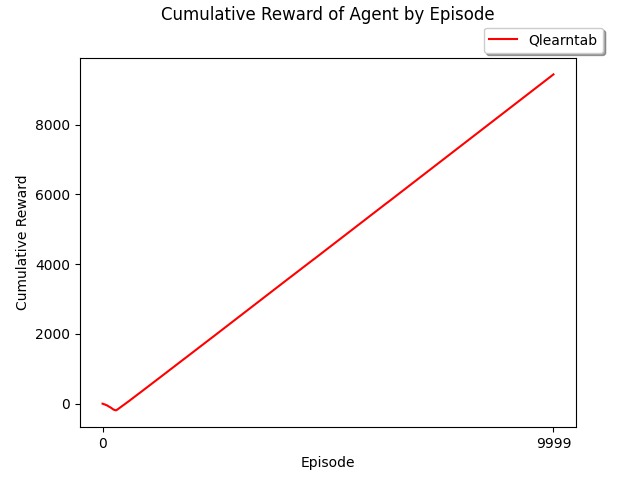 Cumulative Reward of Agent by Episode
Qlearntab
8000
6000
4000
2000
0
Cumulative Reward
0
9999
Episode